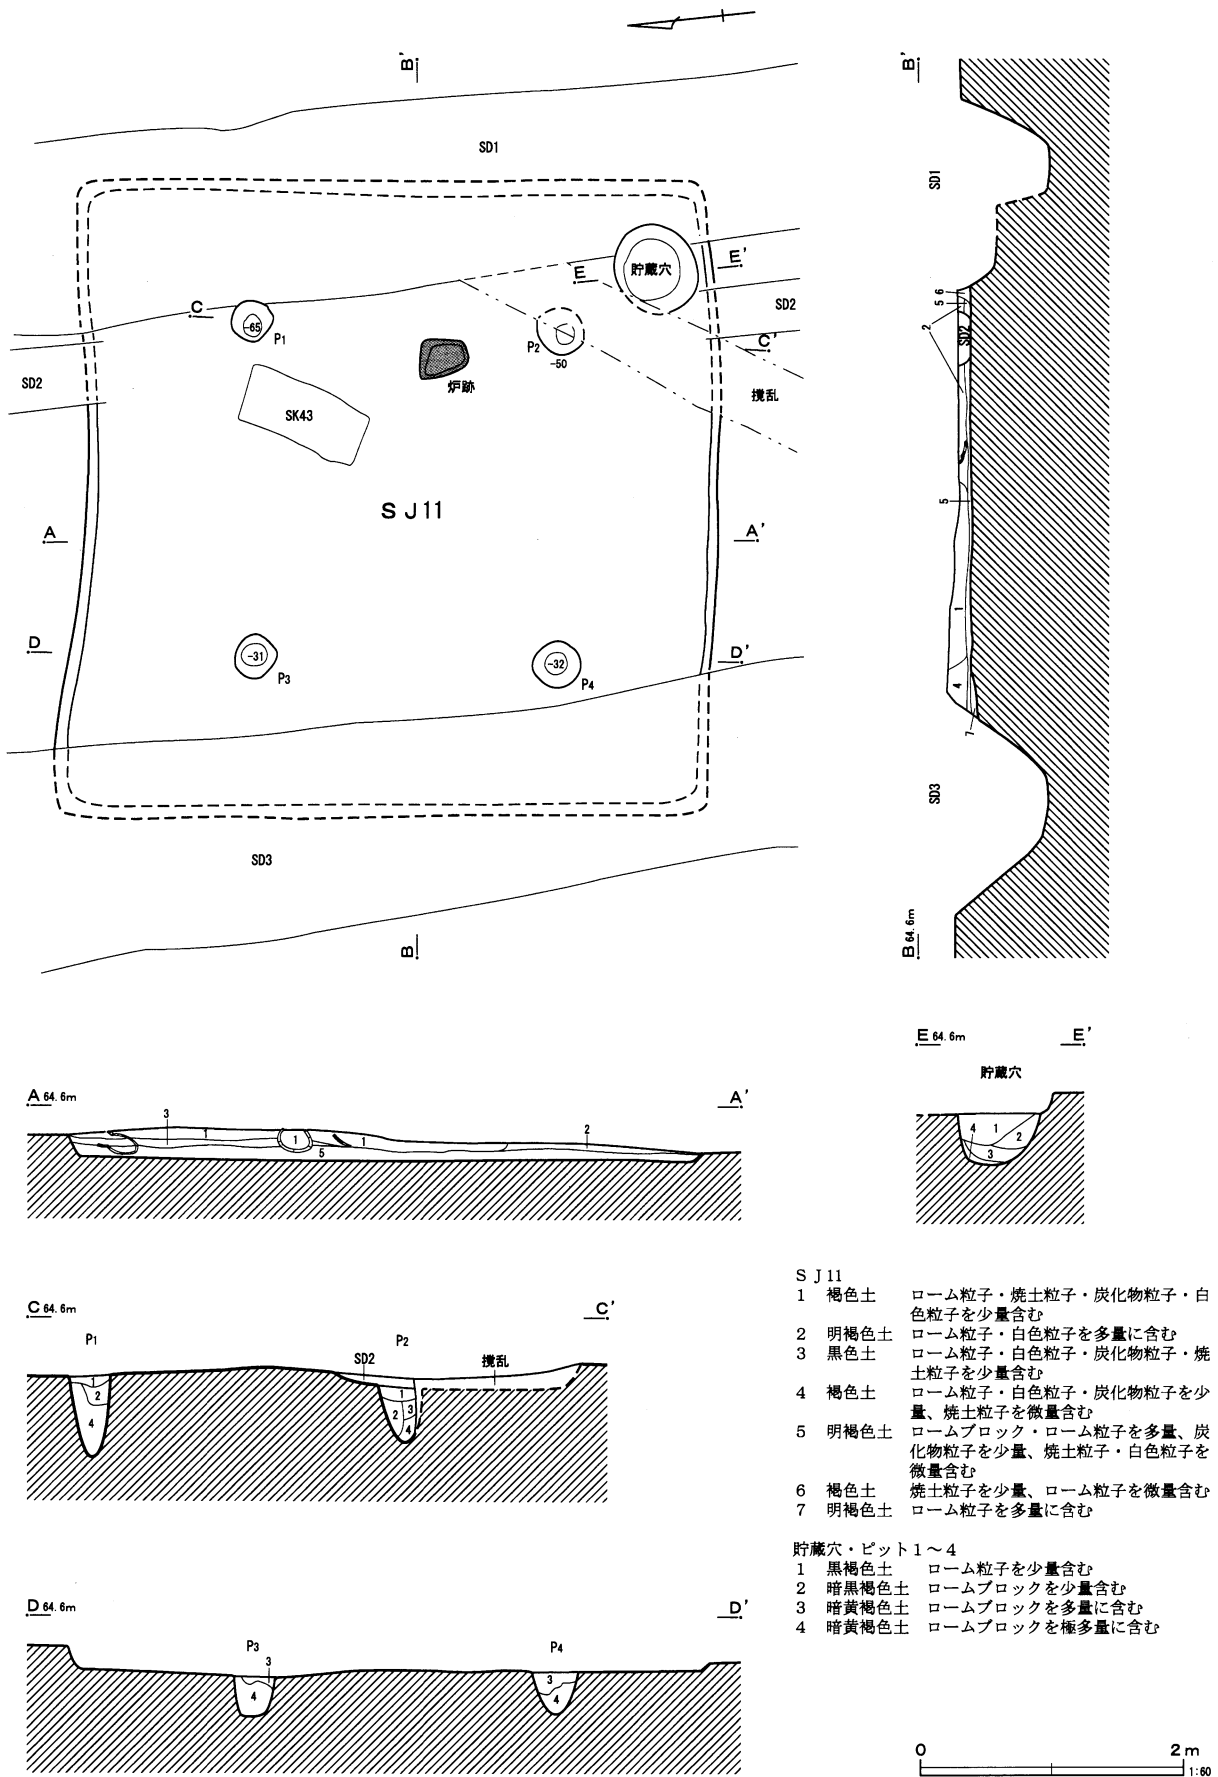 B'
B'
SD1
SD1
貯蔵穴
E
E'
SD2
C
-65
P1
P2
-50
C'
炉跡
攪乱
SD2
SK43
6
5
2
SD2
S J 11
5
A
A'
1
D
D'
-31
P3
-32
P4
4
7
SD3
SD3
B
B 64.6m
E 64.6m
E'
貯蔵穴
4
1
2
3
A 64.6m
A'
3
1
1
1
5
2
C 64.6m
C'
P1
P2
SD2
攪乱
1
2
4
1
2
3
4
D 64.6m
D'
P3
P4
3
4
3
4
S J 11
1 褐色土 ローム粒子・焼土粒子・炭化物粒子・白
色粒子を少量含む
2 明褐色土 ローム粒子・白色粒子を多量に含む
3 黒色土 ローム粒子・白色粒子・炭化物粒子・焼
土粒子を少量含む
4 褐色土 ローム粒子・白色粒子・炭化物粒子を少
量、焼土粒子を微量含む
5 明褐色土 ロームブロック・ローム粒子を多量、炭
化物粒子を少量、焼土粒子・白色粒子を
微量含む
6 褐色土 焼土粒子を少量、ローム粒子を微量含む
7 明褐色土 ローム粒子を多量に含む
貯蔵穴・ピット1～4
1 黒褐色土 ローム粒子を少量含む
2 暗黒褐色土 ロームブロックを少量含む
3 暗黄褐色土 ロームブロックを多量に含む
4 暗黄褐色土 ロームブロックを極多量に含む
0
2 m
1:60